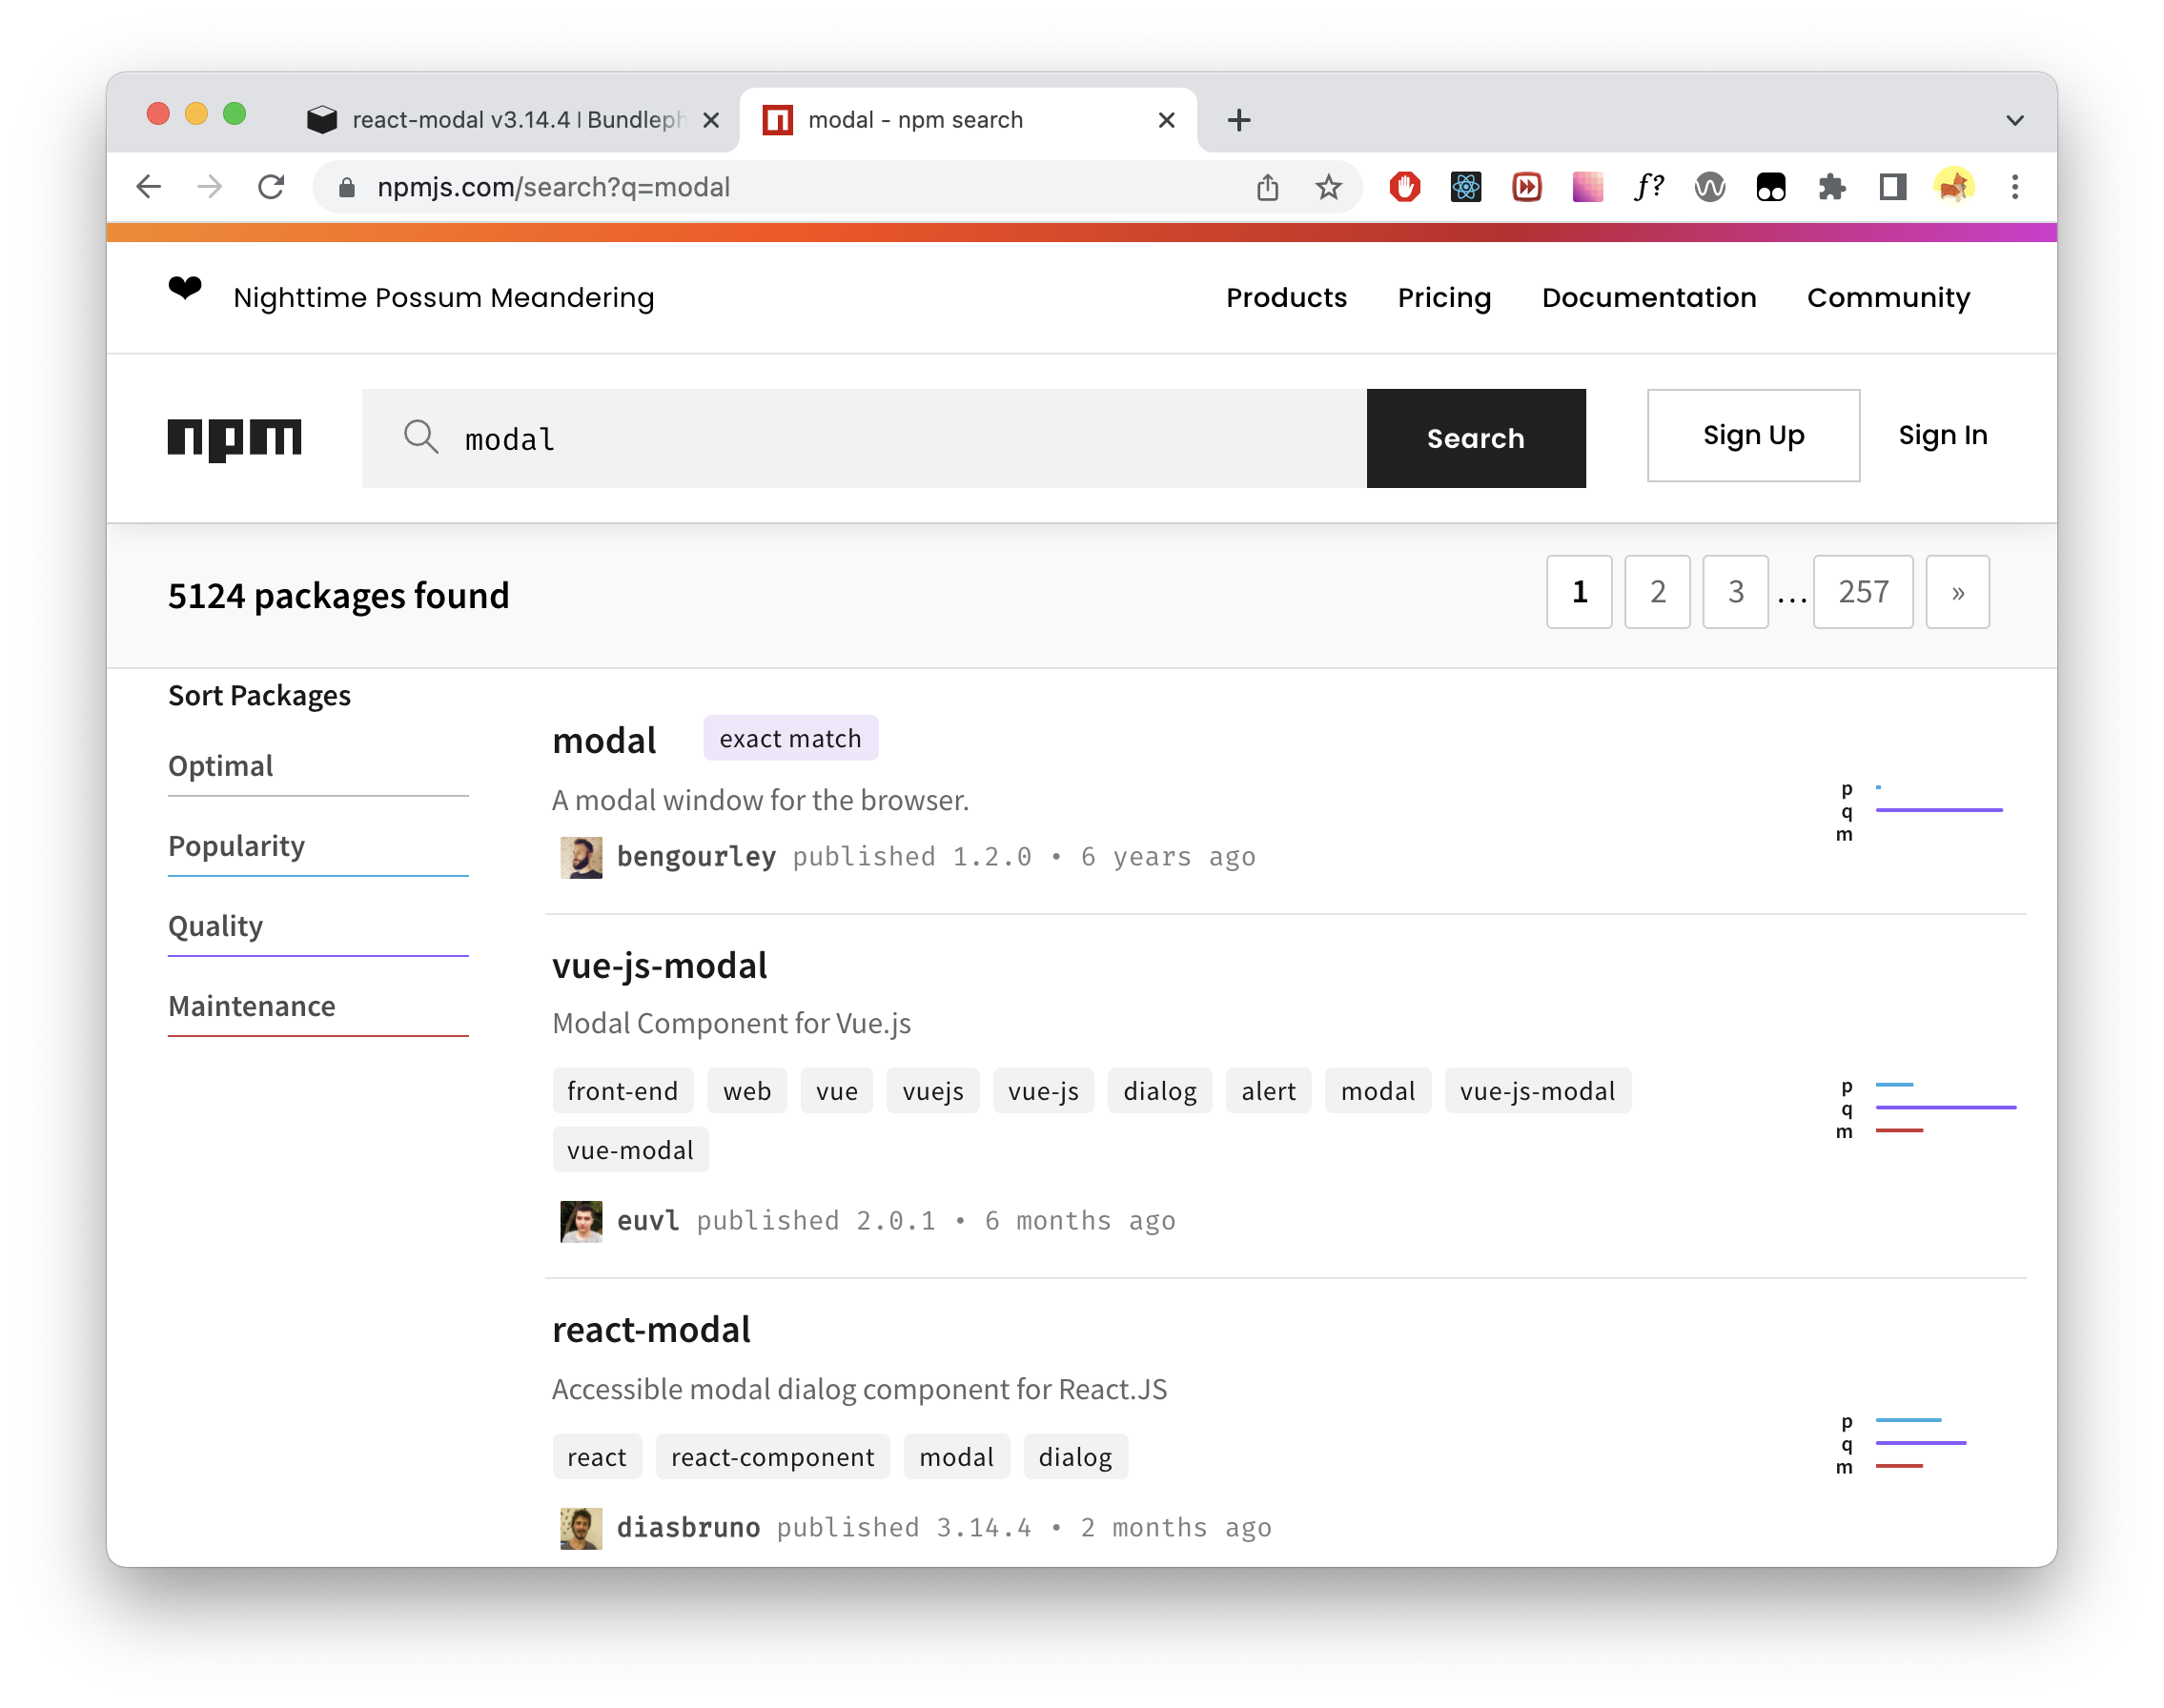 react-modal v3.14.4 | Bundleph
modal - npm search
npmjs.com/search?q=modal
f?
Nighttime Possum Meandering
Products
Pricing
Documentation
Community
npm
modal
Search
Sign Up
Sign In
5124 packages found
1
2
3
...
257
»
Sort Packages
Optimal
Popularity
Quality
Maintenance
modal
exact match
A modal window for the browser.
bengourley published 1.2.0 • 6 years ago
p
q
m
vue-js-modal
Modal Component for Vue.js
front-end
web
vue
vuejs
vue-js
dialog
alert
modal
vue-js-modal
vue-modal
euvl published 2.0.1 • 6 months ago
p
q
m
react-modal
Accessible modal dialog component for React.JS
react
react-component
modal
dialog
diasbruno published 3.14.4 • 2 months ago
p
q
m